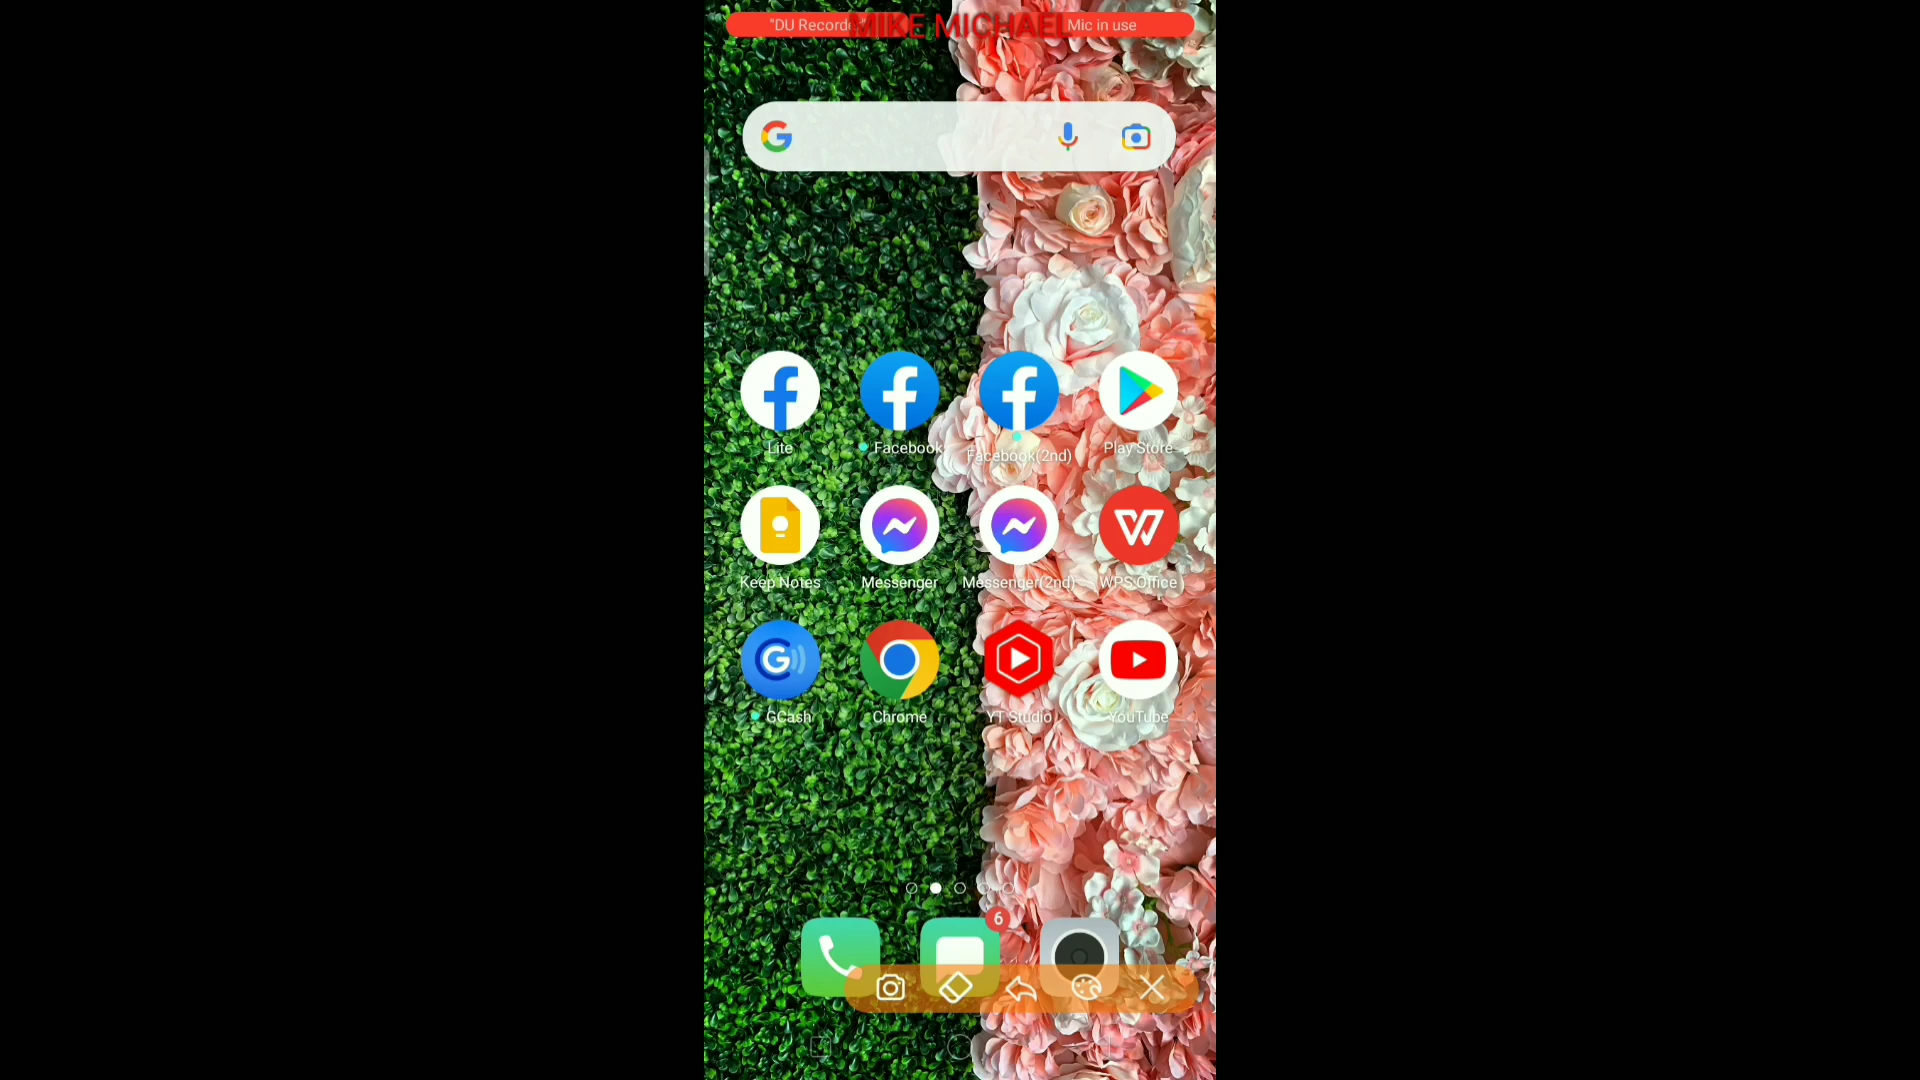 "DU Recorder" MIKE MICHAEL Mic in use
Lite
Facebook
Facebook(2nd)
Play Store
Keep Notes
Messenger
Messenger(2nd)
WPS Office
GCash
Chrome
YT Studio
YouTube
6